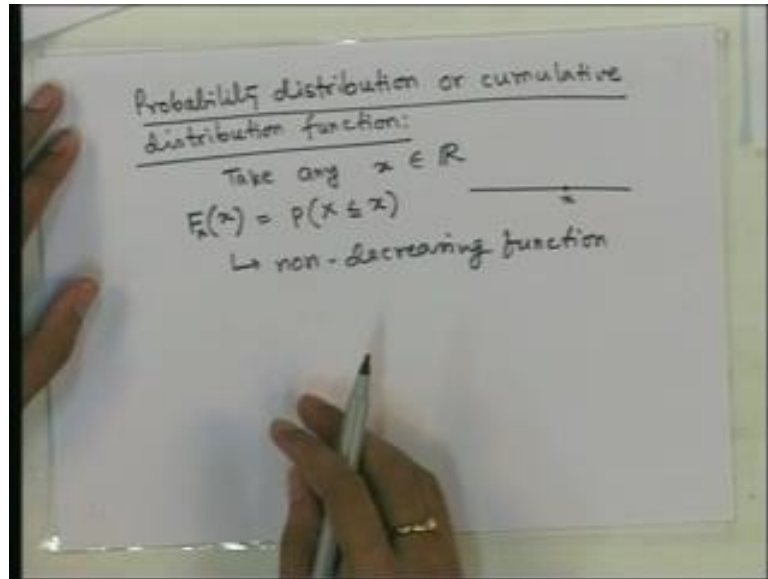 Probability distribution or cumulative
distribution function:
Take any x ∈ ℝ
x
Fₓ(x) = P(X ≤ x)
↳ non-decreasing function